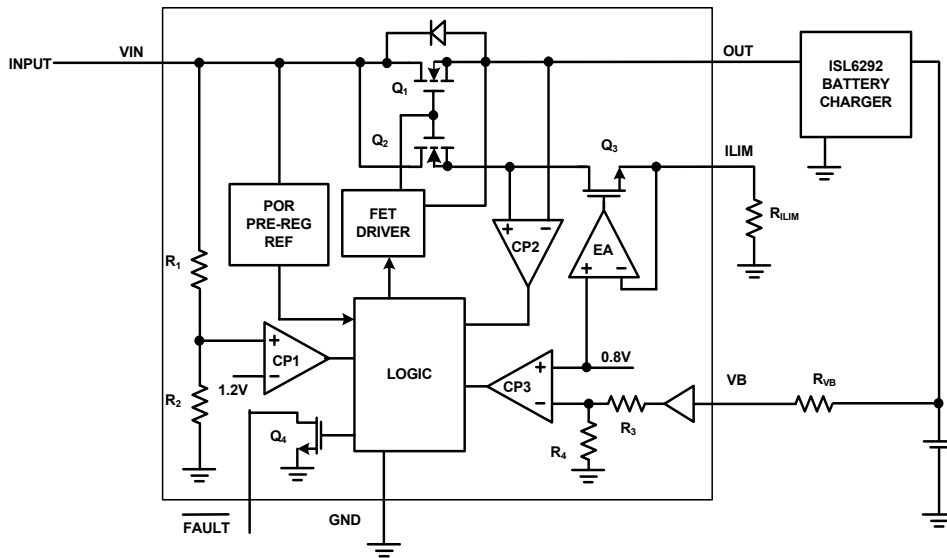 INPUT
VIN
OUT
ISL6292
BATTERY
CHARGER
Q1
Q2
Q3
ILIM
RILIM
POR
PRE-REG
REF
FET
DRIVER
+
−
CP2
EA
+
−
R1
+
CP1
−
1.2V
LOGIC
+
CP3
−
0.8V
VB
RVB
R2
R3
R4
Q4
FAULT
GND